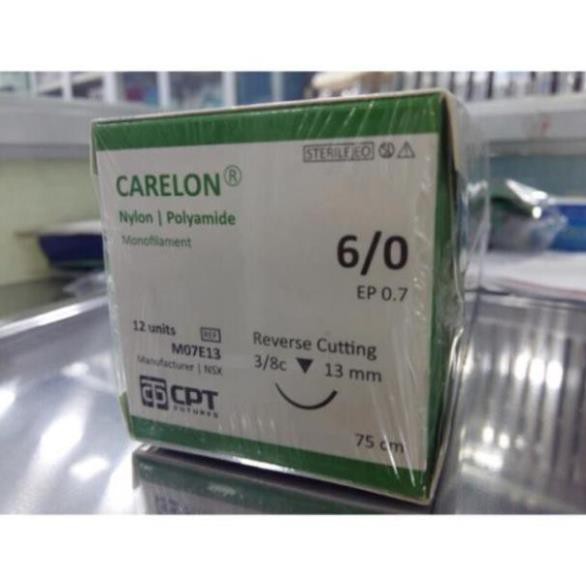 STERILE EO
CARELON®
Nylon | Polyamide
Monofilament
6/0
EP 0.7
12 units REF
M07E13
Manufacturer | NSX
CPT
SUTURES
Reverse Cutting
3/8c ▼ 13 mm
75 cm